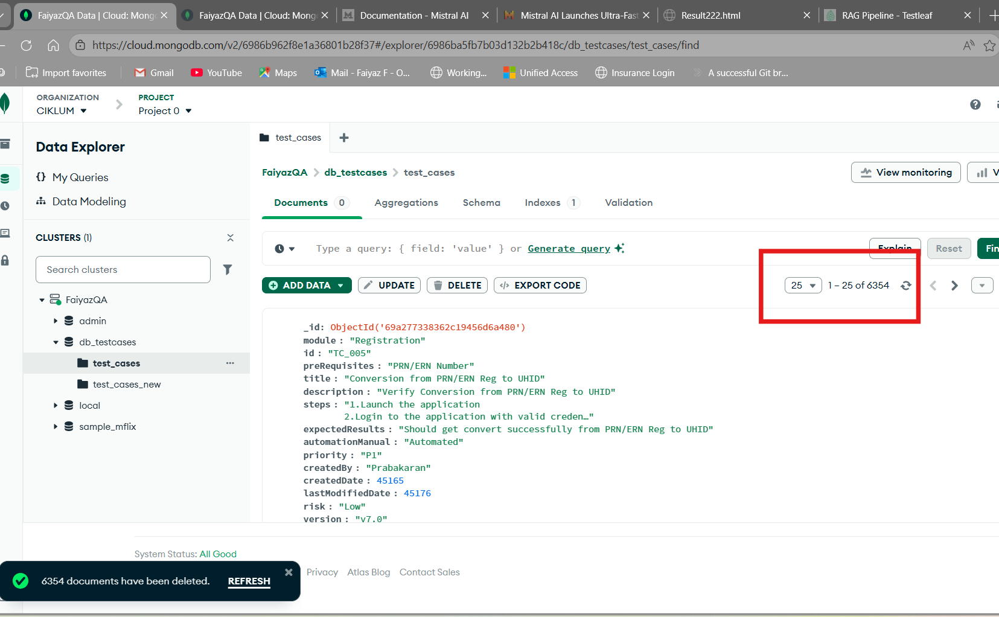 FaiyazQA Data | Cloud: Mong
FaiyazQA Data | Cloud: Mong
Documentation - Mistral AI
Mistral AI Launches Ultra-Fast
Result222.html
RAG Pipeline - Testleaf
https://cloud.mongodb.com/v2/6986b962f8e1a36801b28f37#/explorer/6986ba5fb7b03d132b2b418c/db_testcases/test_cases/find
Import favorites
Gmail
YouTube
Maps
Mail - Faiyaz F - O...
Working...
Unified Access
Insurance Login
A successful Git br...
ORGANIZATION
CIKLUM
PROJECT
Project 0
Data Explorer
My Queries
Data Modeling
CLUSTERS (1)
Search clusters
FaiyazQA
admin
db_testcases
test_cases
test_cases_new
local
sample_mflix
test_cases
FaiyazQA > db_testcases > test_cases
View monitoring
V
Documents 0
Aggregations
Schema
Indexes 1
Validation
Type a query: { field: 'value' } or Generate query
Explain
Reset
Fin
ADD DATA
UPDATE
DELETE
EXPORT CODE
25
1 – 25 of 6354
_id: ObjectId('69a277338362c19456d6a480')
module : "Registration"
id : "TC_005"
preRequisites : "PRN/ERN Number"
title : "Conversion from PRN/ERN Reg to UHID"
description : "Verify Conversion from PRN/ERN Reg to UHID"
steps : "1.Launch the application
2.Login to the application with valid creden…"
expectedResults : "Should get convert successfully from PRN/ERN Reg to UHID"
automationManual : "Automated"
priority : "P1"
createdBy : "Prabakaran"
createdDate : 45165
lastModifiedDate : 45176
risk : "Low"
version : "v7.0"
System Status: All Good
Privacy
Atlas Blog
Contact Sales
6354 documents have been deleted.
REFRESH